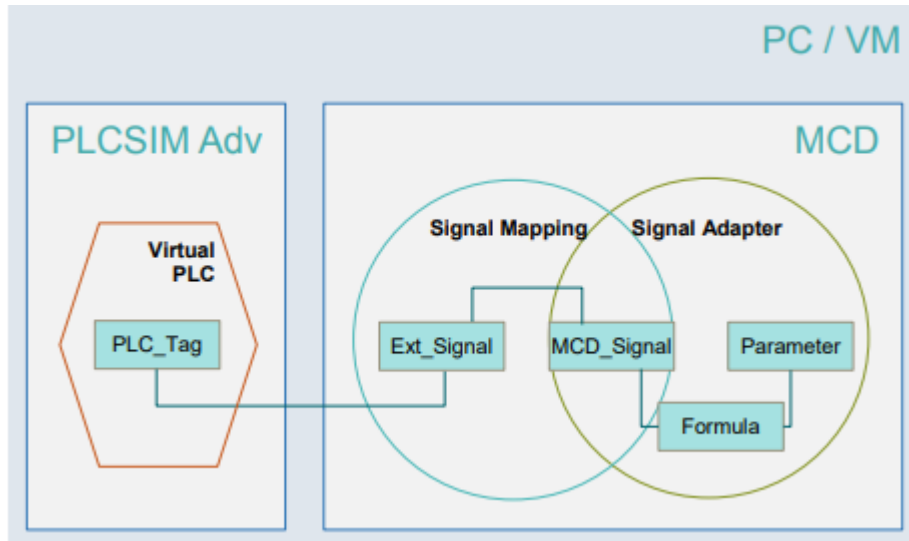 PC / VM
PLCSIM Adv
MCD
Signal Mapping
Signal Adapter
Virtual
PLC
PLC_Tag
Ext_Signal
MCD_Signal
Parameter
Formula